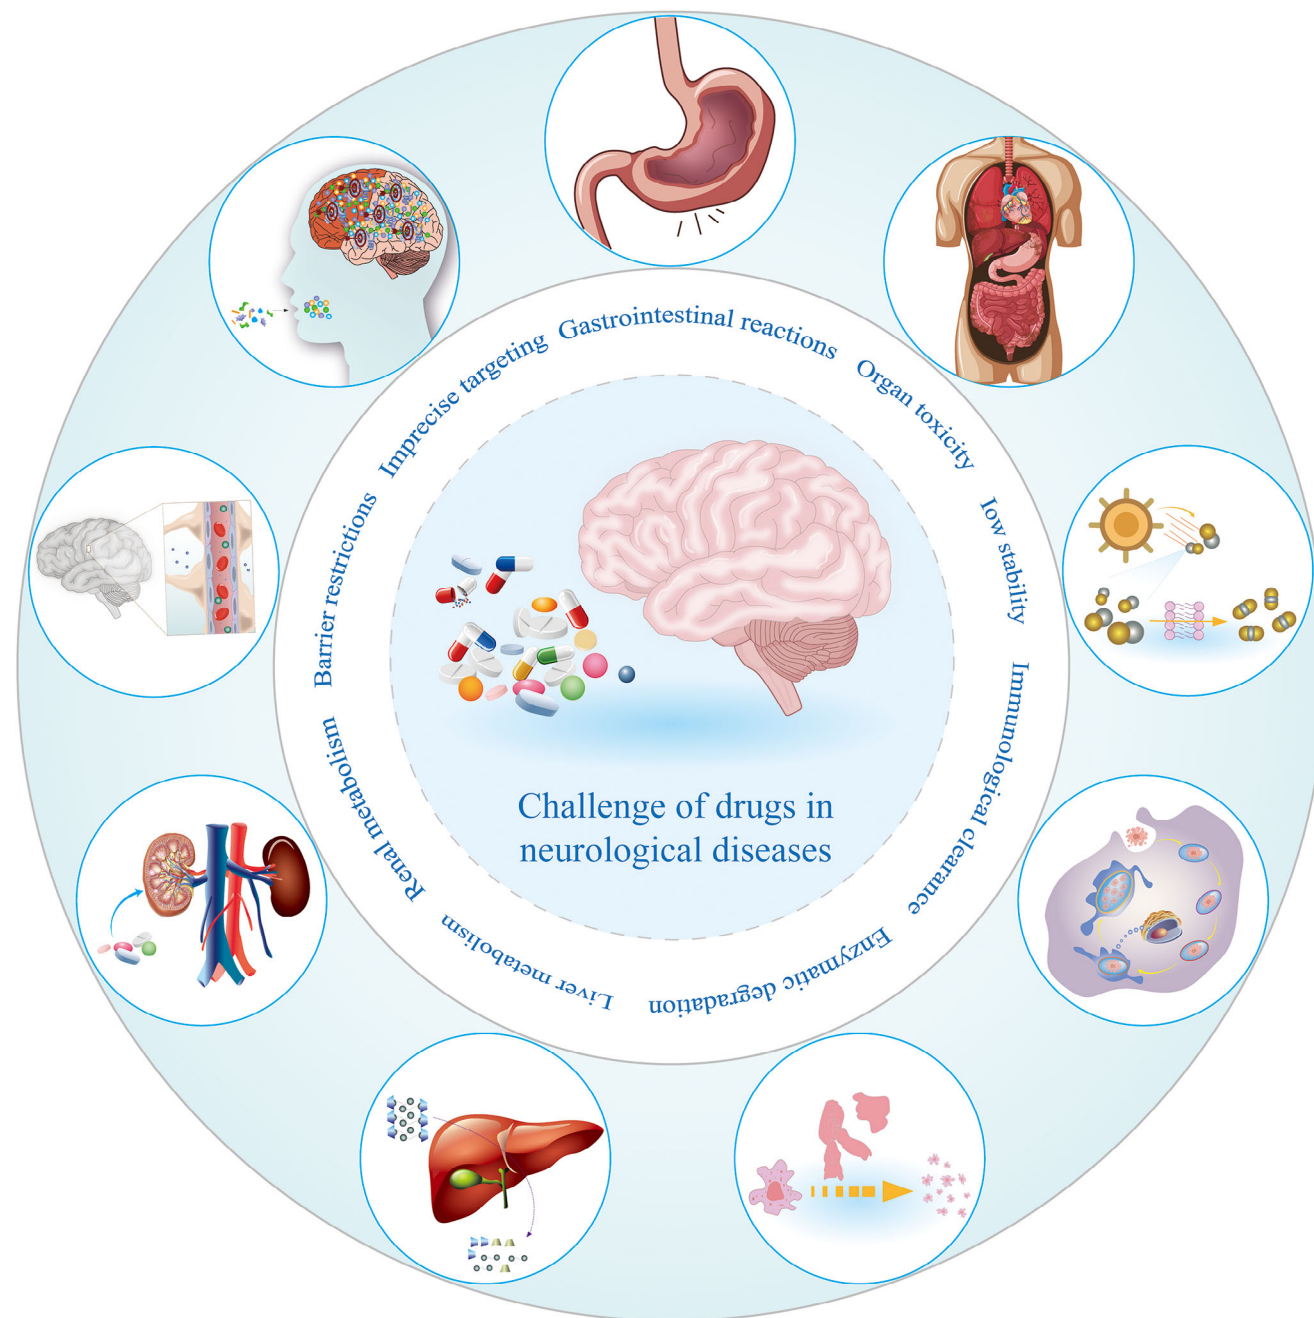 Gastrointestinal reactions
Organ toxicity
low stability
Immunological clearance
Enzymatic degradation
Liver metabolism
Renal metabolism
Barrier restrictions
Imprecise targeting
Challenge of drugs in
neurological diseases